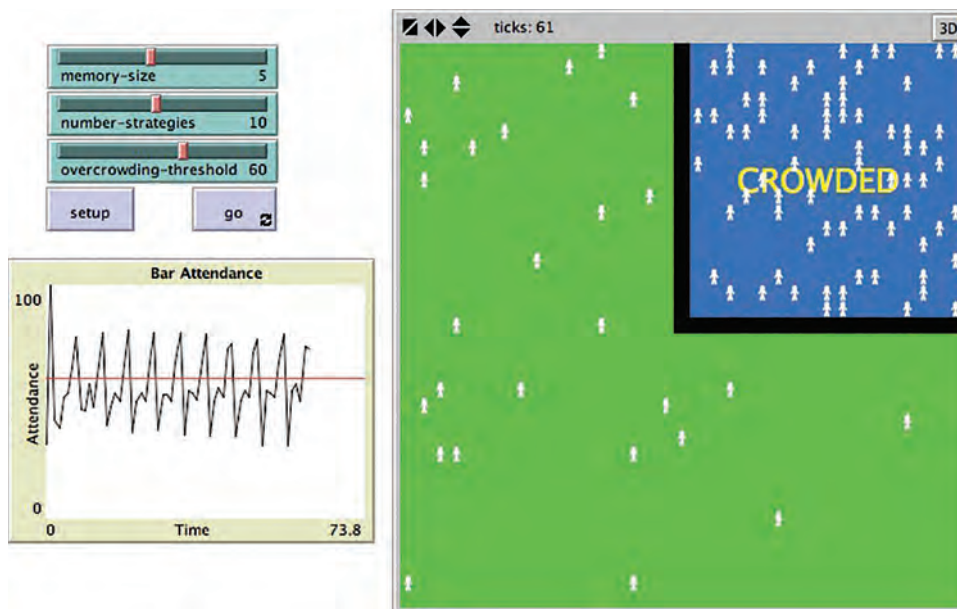 memory-size 5
number-strategies 10
overcrowding-threshold 60
setup go
Bar Attendance
100
Attendance
0
0 Time 73.8
ticks: 61 3D
CROWDED